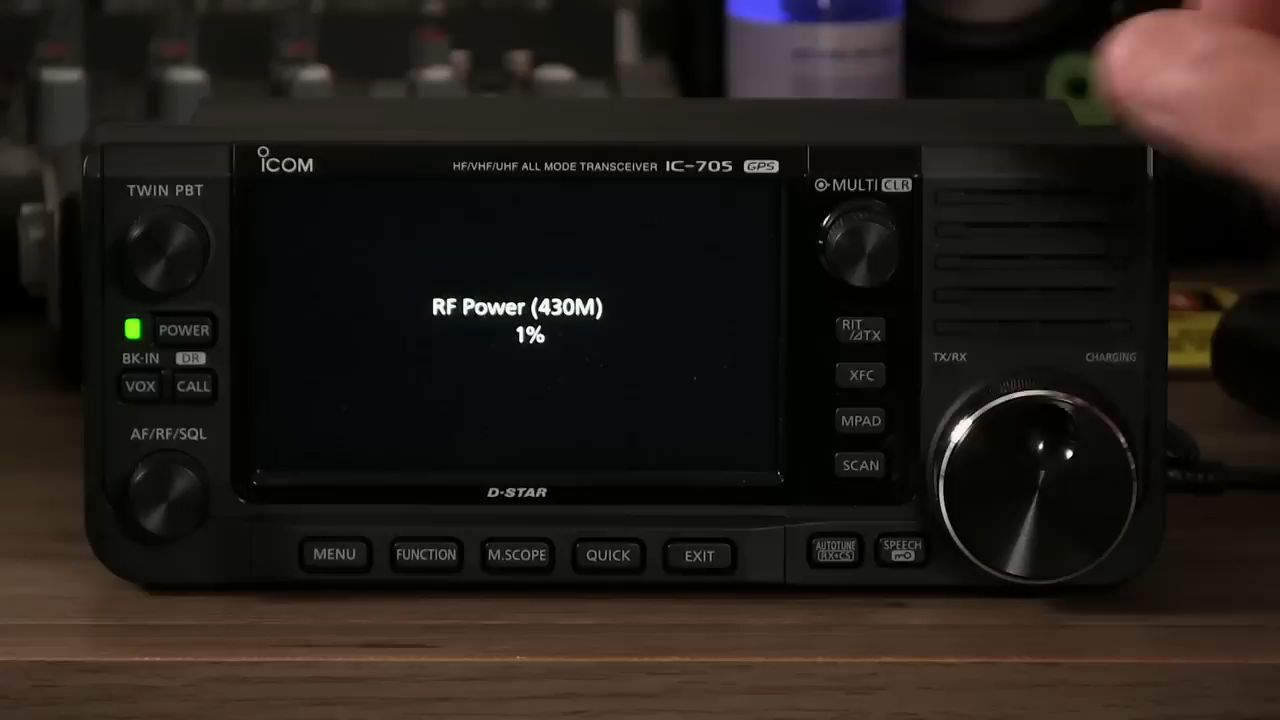 ICOM
HF/VHF/UHF ALL MODE TRANSCEIVER IC-705 GPS
TWIN PBT
MULTI CLR
RF Power (430M)
1%
POWER
BK-IN DR
VOX CALL
AF/RF/SQL
RIT/⊿TX
XFC
MPAD
SCAN
TX/RX CHARGING
D-STAR
MENU FUNCTION M.SCOPE QUICK EXIT
AUTOTUNE SPEECH
RX→CS